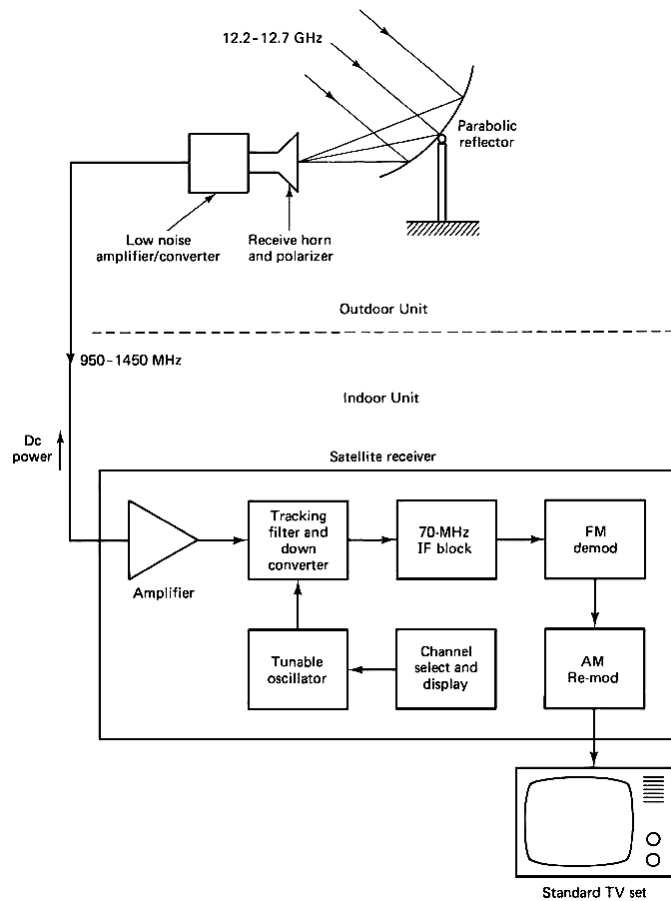 12.2-12.7 GHz
Parabolic
reflector
Low noise
amplifier/converter
Receive horn
and polarizer
Outdoor Unit
950-1450 MHz
Indoor Unit
Dc
power
Satellite receiver
Amplifier
Tracking
filter and
down
converter
70-MHz
IF block
FM
demod
Tunable
oscillator
Channel
select and
display
AM
Re-mod
Standard TV set